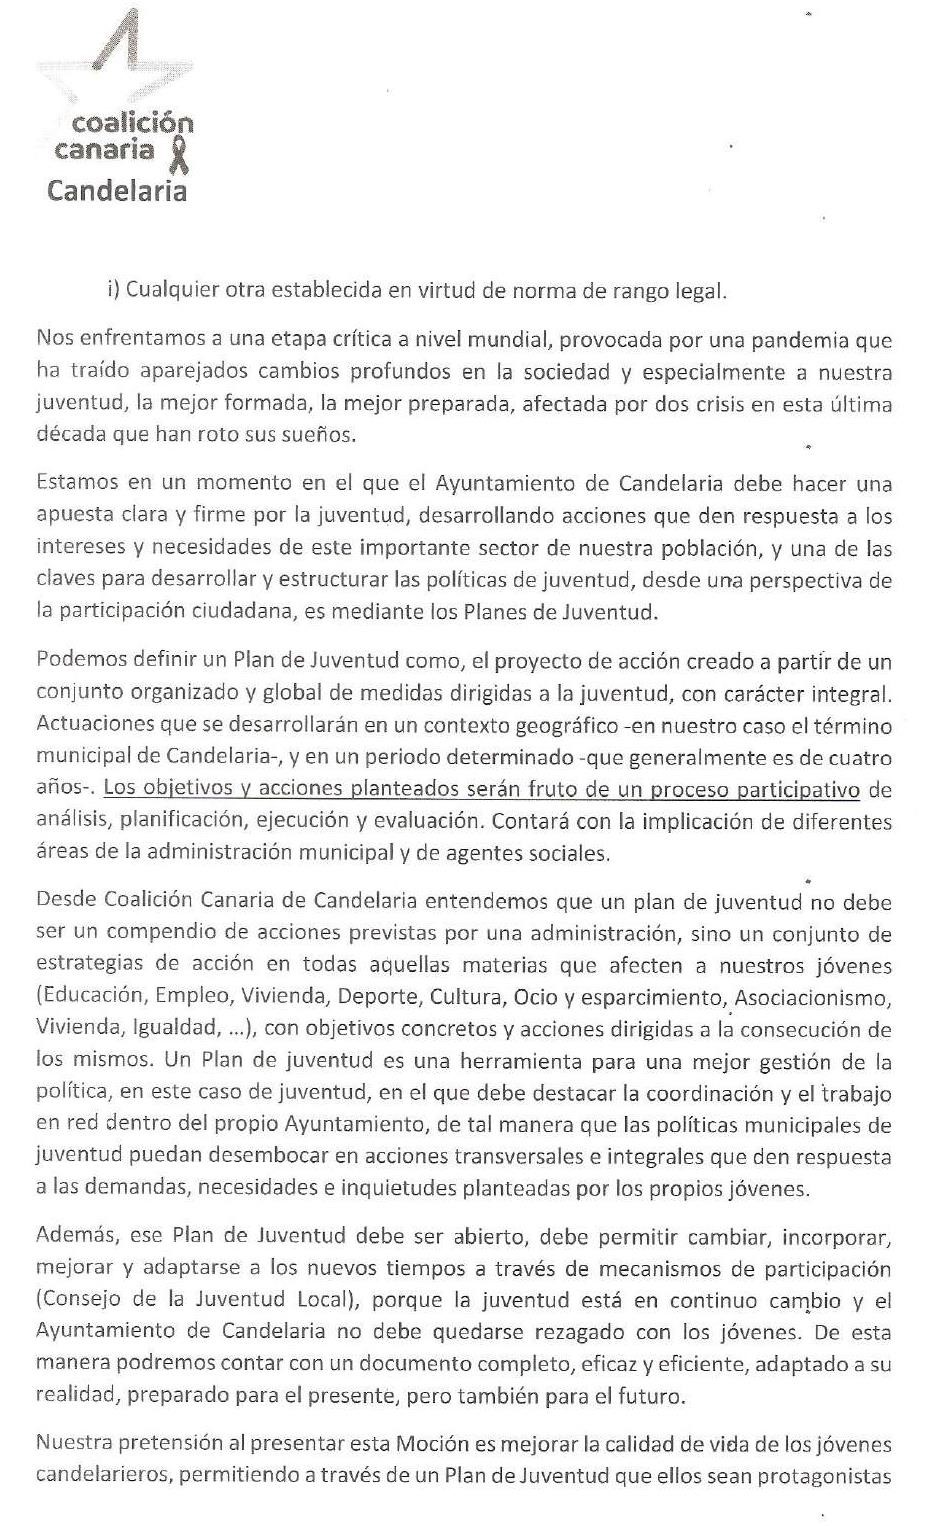 coalición
canaria
Candelaria
i) Cualquier otra establecida en virtud de norma de rango legal.
Nos enfrentamos a una etapa crítica a nivel mundial, provocada por una pandemia que
ha traído aparejados cambios profundos en la sociedad y especialmente a nuestra
juventud, la mejor formada, la mejor preparada, afectada por dos crisis en esta última
década que han roto sus sueños.
Estamos en un momento en el que el Ayuntamiento de Candelaria debe hacer una
apuesta clara y firme por la juventud, desarrollando acciones que den respuesta a los
intereses y necesidades de este importante sector de nuestra población, y una de las
claves para desarrollar y estructurar las políticas de juventud, desde una perspectiva de
la participación ciudadana, es mediante los Planes de Juventud.
Podemos definir un Plan de Juventud como, el proyecto de acción creado a partir de un
conjunto organizado y global de medidas dirigidas a la juventud, con carácter integral.
Actuaciones que se desarrollarán en un contexto geográfico -en nuestro caso el término
municipal de Candelaria-, y en un periodo determinado -que generalmente es de cuatro
años-. Los objetivos y acciones planteados serán fruto de un proceso participativo de
análisis, planificación, ejecución y evaluación. Contará con la implicación de diferentes
áreas de la administración municipal y de agentes sociales.
Desde Coalición Canaria de Candelaria entendemos que un plan de juventud no debe
ser un compendio de acciones previstas por una administración, sino un conjunto de
estrategias de acción en todas aquellas materias que afecten a nuestros jóvenes
(Educación, Empleo, Vivienda, Deporte, Cultura, Ocio y esparcimiento, Asociacionismo,
Vivienda, Igualdad, ...), con objetivos concretos y acciones dirigidas a la consecución de
los mismos. Un Plan de juventud es una herramienta para una mejor gestión de la
política, en este caso de juventud, en el que debe destacar la coordinación y el trabajo
en red dentro del propio Ayuntamiento, de tal manera que las políticas municipales de
juventud puedan desembocar en acciones transversales e integrales que den respuesta
a las demandas, necesidades e inquietudes planteadas por los propios jóvenes.
Además, ese Plan de Juventud debe ser abierto, debe permitir cambiar, incorporar,
mejorar y adaptarse a los nuevos tiempos a través de mecanismos de participación
(Consejo de la Juventud Local), porque la juventud está en continuo cambio y el
Ayuntamiento de Candelaria no debe quedarse rezagado con los jóvenes. De esta
manera podremos contar con un documento completo, eficaz y eficiente, adaptado a su
realidad, preparado para el presente, pero también para el futuro.
Nuestra pretensión al presentar esta Moción es mejorar la calidad de vida de los jóvenes
candelarieros, permitiendo a través de un Plan de Juventud que ellos sean protagonistas